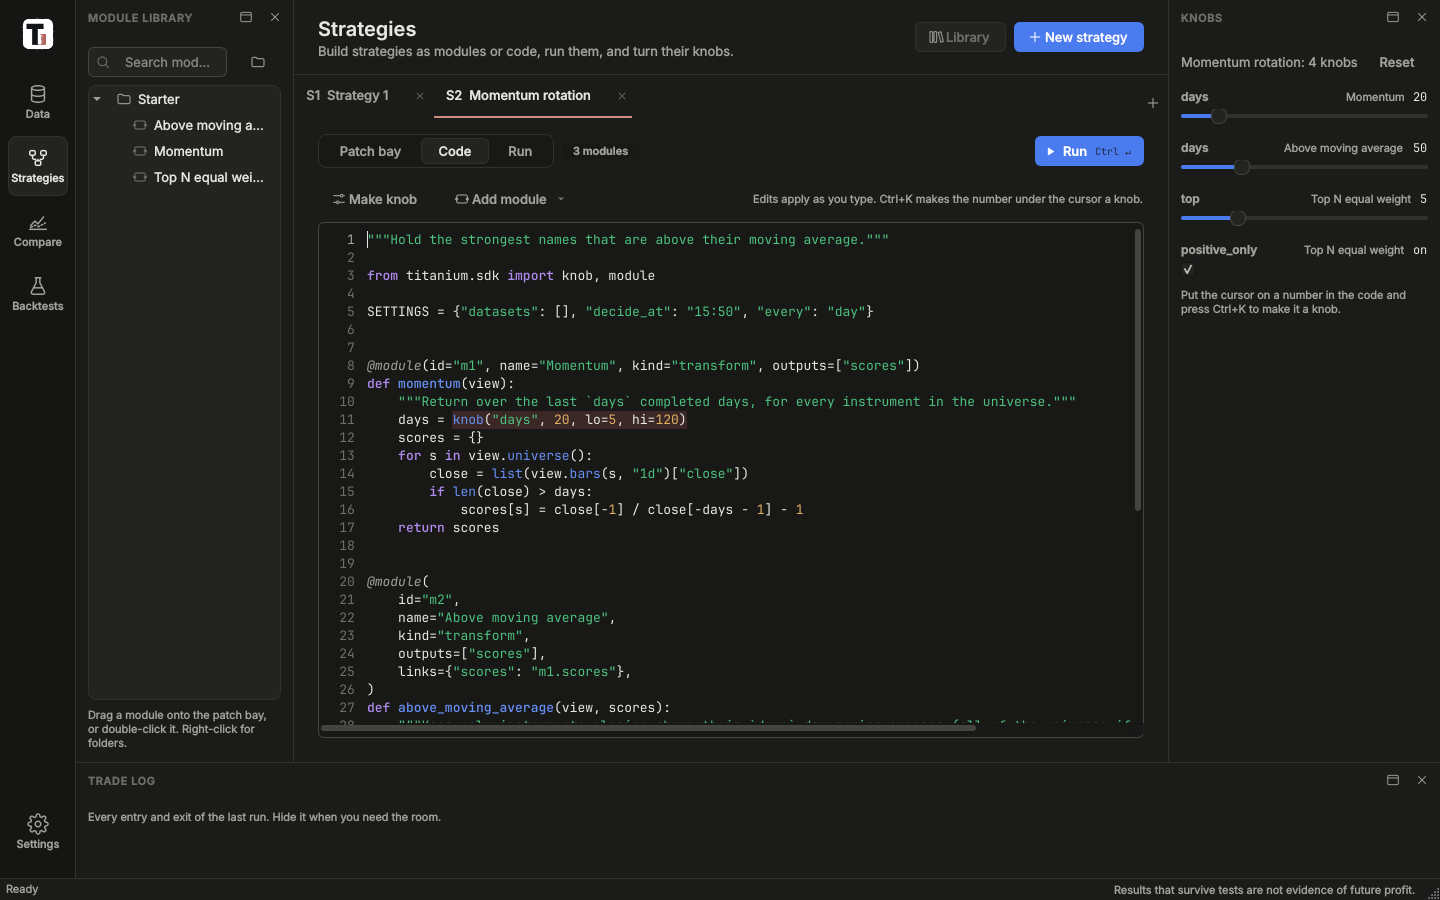 MODULE LIBRARY
Search mod...
Starter
Above moving a...
Momentum
Top N equal wei...
Drag a module onto the patch bay,
or double-click it. Right-click for
folders.
Ti
Data
Strategies
Compare
Backtests
Settings
Strategies
Build strategies as modules or code, run them, and turn their knobs.
Library
+ New strategy
S1 Strategy 1
S2 Momentum rotation
Patch bay
Code
Run
3 modules
Run Ctrl ↵
Make knob
Add module
Edits apply as you type. Ctrl+K makes the number under the cursor a knob.
1 """Hold the strongest names that are above their moving average."""
2
3 from titanium.sdk import knob, module
4
5 SETTINGS = {"datasets": [], "decide_at": "15:50", "every": "day"}
6
7
8 @module(id="m1", name="Momentum", kind="transform", outputs=["scores"])
9 def momentum(view):
10     """Return over the last `days` completed days, for every instrument in the universe."""
11     days = knob("days", 20, lo=5, hi=120)
12     scores = {}
13     for s in view.universe():
14         close = list(view.bars(s, "1d")["close"])
15         if len(close) > days:
16             scores[s] = close[-1] / close[-days - 1] - 1
17     return scores
18
19
20 @module(
21     id="m2",
22     name="Above moving average",
23     kind="transform",
24     outputs=["scores"],
25     links={"scores": "m1.scores"},
26 )
27 def above_moving_average(view, scores):
KNOBS
Momentum rotation: 4 knobs
Reset
days Momentum 20
days Above moving average 50
top Top N equal weight 5
positive_only Top N equal weight on
Put the cursor on a number in the code and
press Ctrl+K to make it a knob.
TRADE LOG
Every entry and exit of the last run. Hide it when you need the room.
Ready
Results that survive tests are not evidence of future profit.